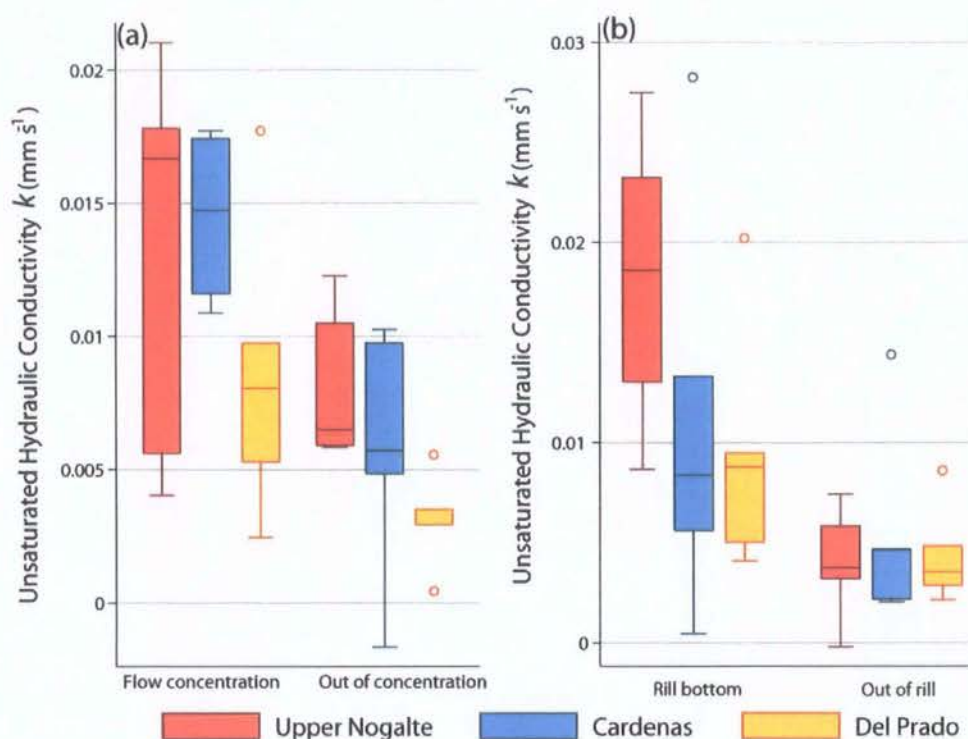 (a)
Unsaturated Hydraulic Conductivity k (mm s⁻¹)
0.02
0.015
0.01
0.005
0
Flow concentration
Out of concentration
(b)
Unsaturated Hydraulic Conductivity k (mm s⁻¹)
0.03
0.02
0.01
0
Rill bottom
Out of rill
Upper Nogalte
Cardenas
Del Prado